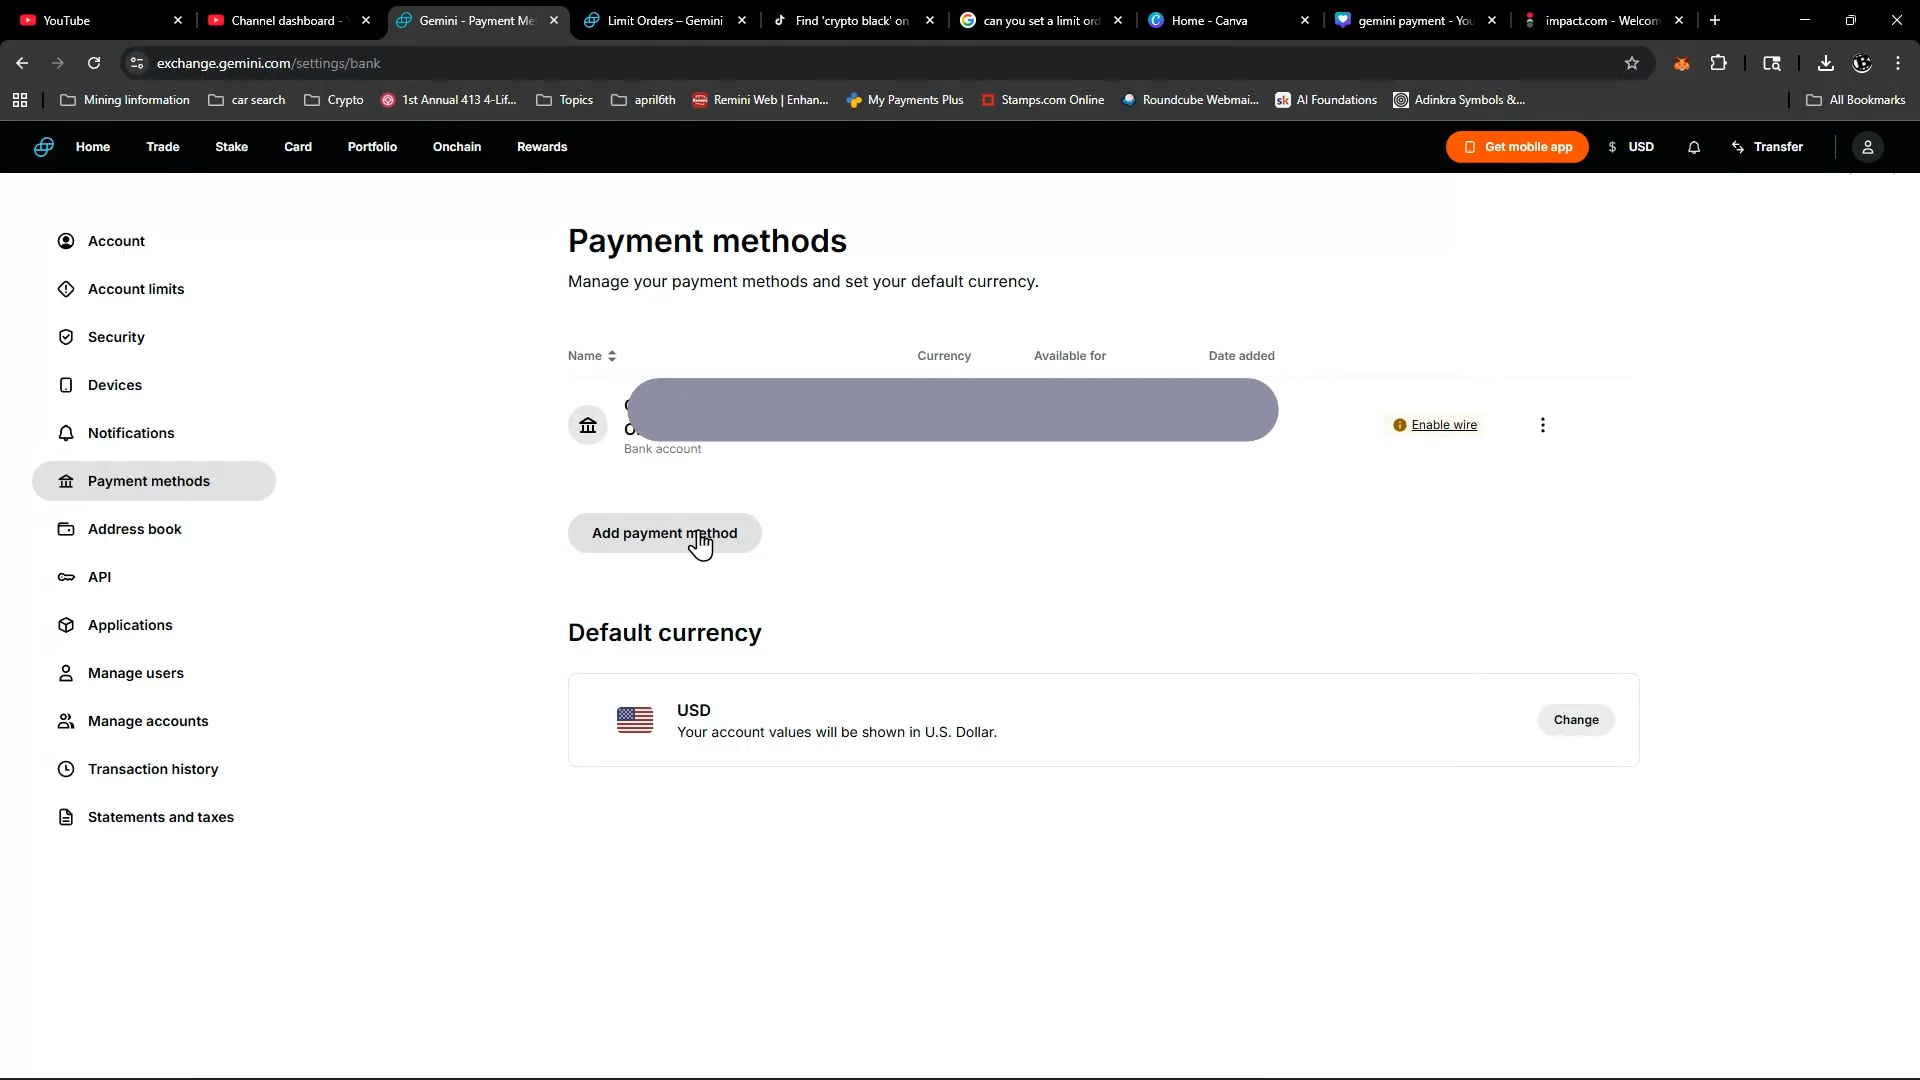 YouTube
Channel dashboard -
Gemini - Payment Me
Limit Orders – Gemini
Find 'crypto black' on
can you set a limit ord
Home - Canva
gemini payment - You
impact.com - Welcom
exchange.gemini.com/settings/bank
Mining Iinformation
car search
Crypto
1st Annual 413 4-Lif...
Topics
april6th
Remini Web | Enhan...
My Payments Plus
Stamps.com Online
Roundcube Webmai...
sk
AI Foundations
Adinkra Symbols &...
All Bookmarks
Home
Trade
Stake
Card
Portfolio
Onchain
Rewards
Get mobile app
$ USD
Transfer
Account
Account limits
Security
Devices
Notifications
Payment methods
Address book
API
Applications
Manage users
Manage accounts
Transaction history
Statements and taxes
Payment methods
Manage your payment methods and set your default currency.
Name
Currency
Available for
Date added
Bank account
Enable wire
Add payment method
Default currency
USD
Your account values will be shown in U.S. Dollar.
Change